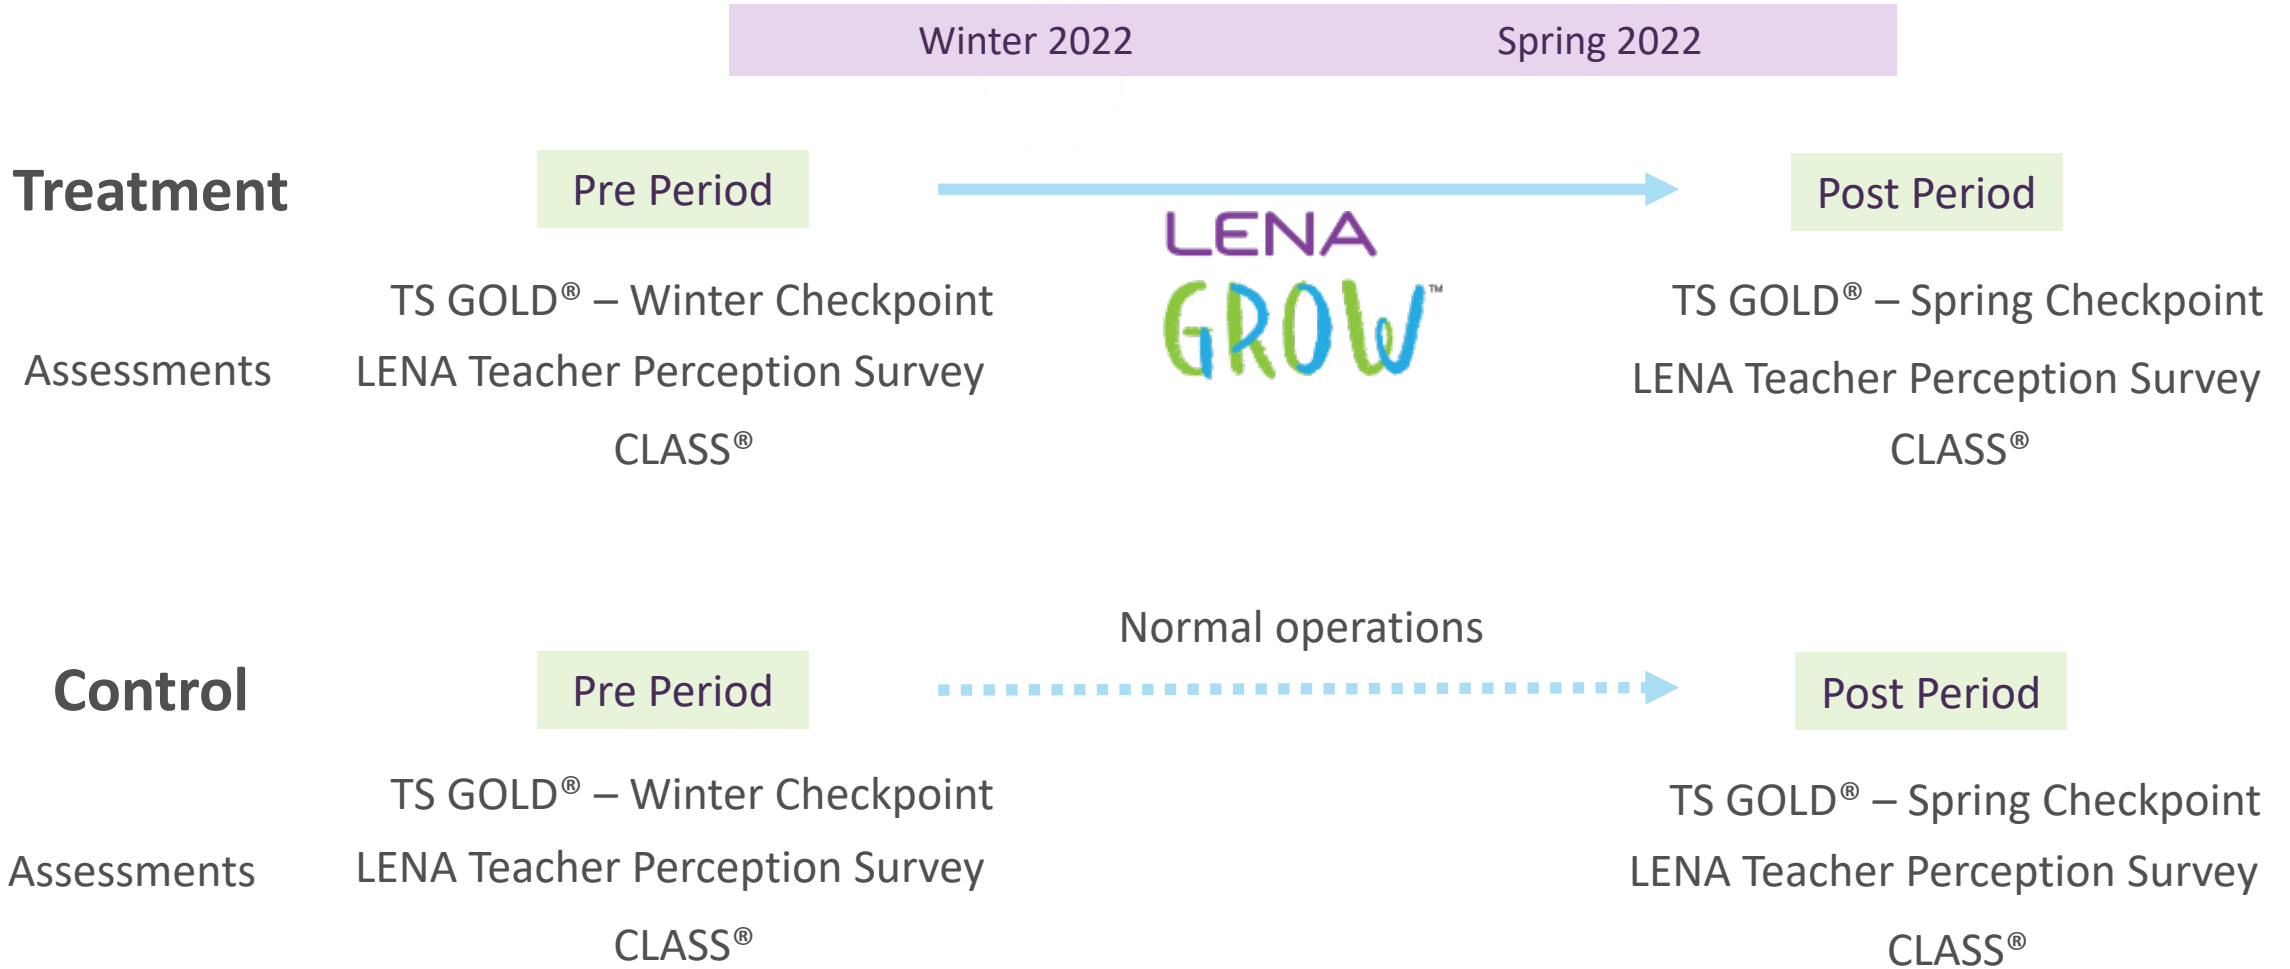 Winter 2022 Spring 2022
Treatment Pre Period Post Period
LENA
GROW™
TS GOLD® – Winter Checkpoint TS GOLD® – Spring Checkpoint
Assessments LENA Teacher Perception Survey LENA Teacher Perception Survey
CLASS® CLASS®
Normal operations
Control Pre Period Post Period
TS GOLD® – Winter Checkpoint TS GOLD® – Spring Checkpoint
Assessments LENA Teacher Perception Survey LENA Teacher Perception Survey
CLASS® CLASS®